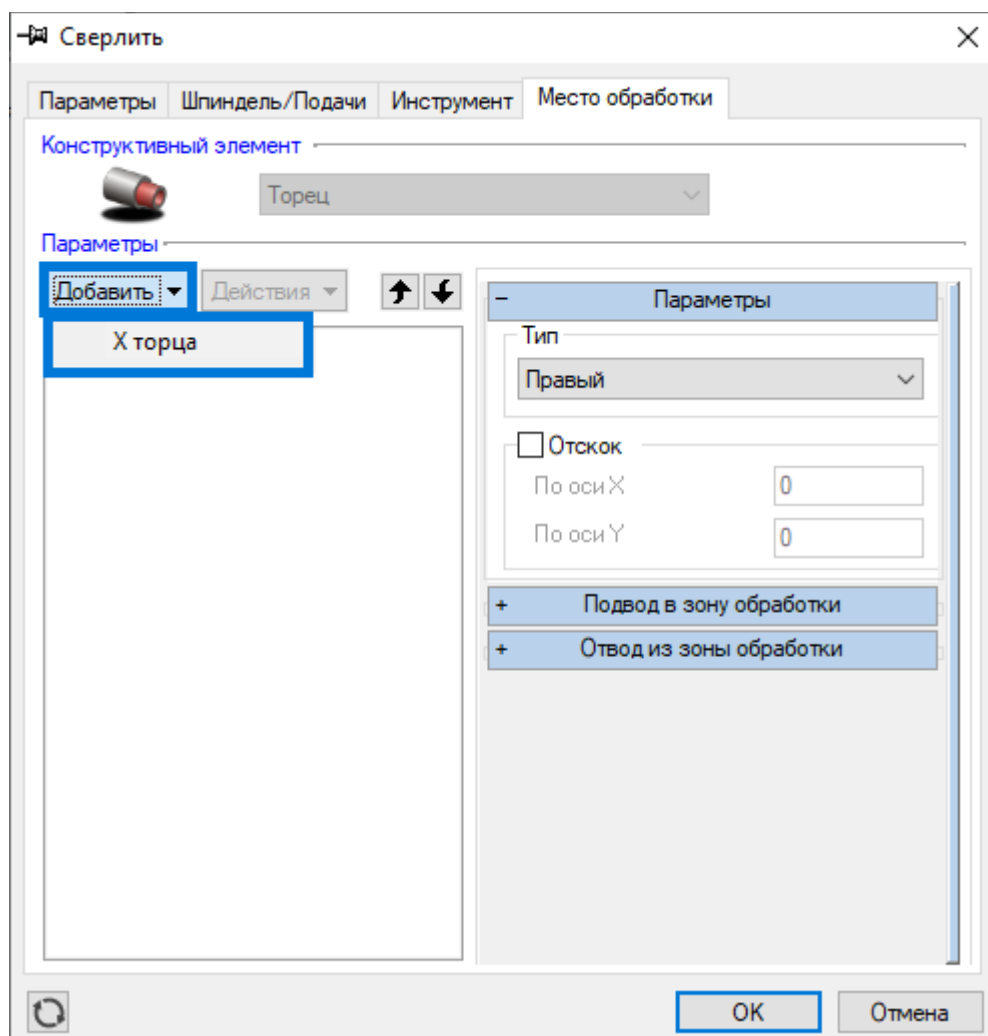 Сверлить
Параметры Шпиндель/Подачи Инструмент Место обработки
Конструктивный элемент
Торец
Параметры
Добавить Действия
X торца
– Параметры
Тип
Правый
Отскок
По оси X 0
По оси Y 0
+ Подвод в зону обработки
+ Отвод из зоны обработки
OK Отмена